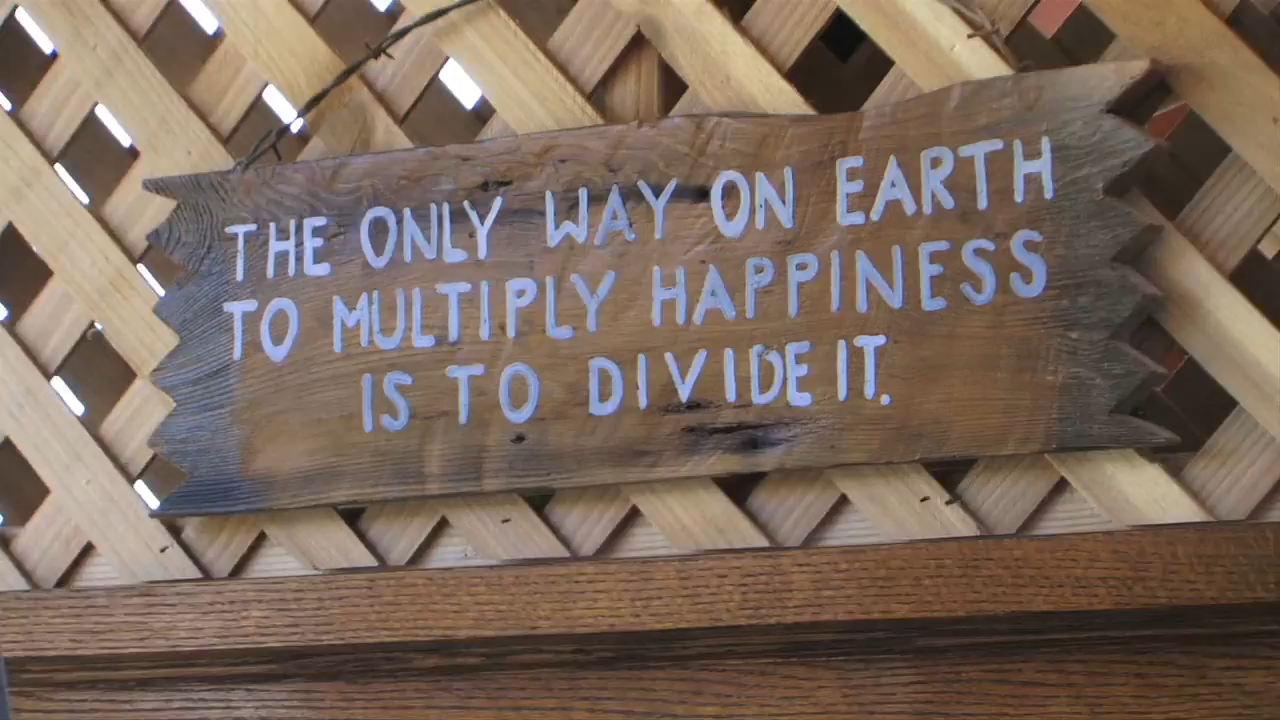 THE ONLY WAY ON EARTH
TO MULTIPLY HAPPINESS
IS TO DIVIDE IT.